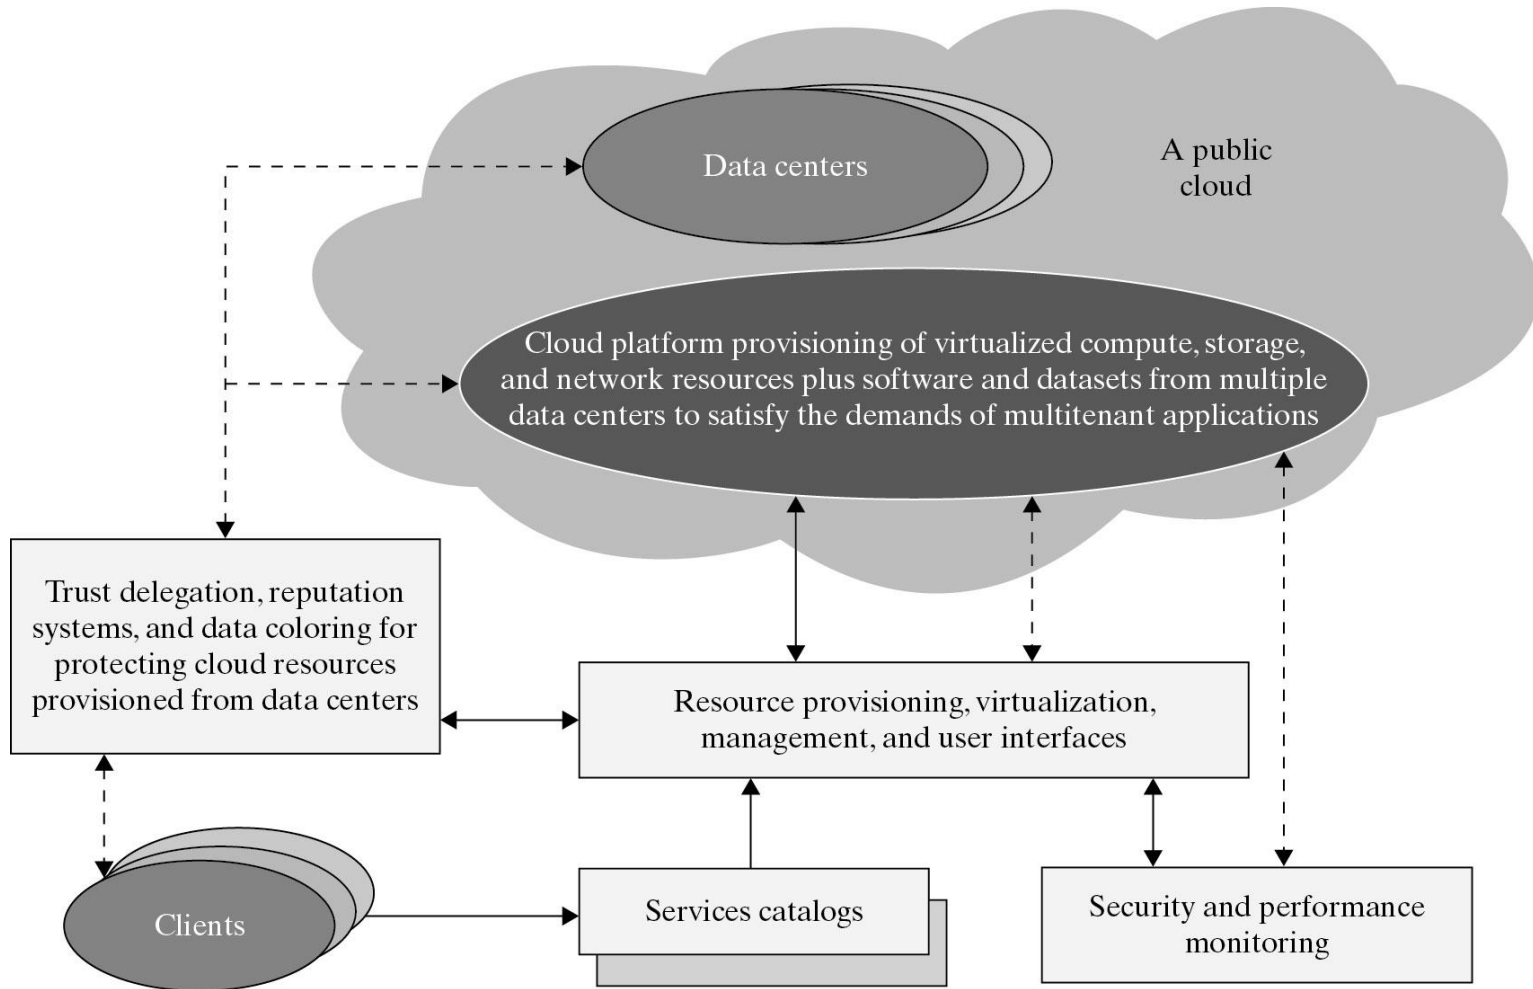 Data centers
A public
cloud
Cloud platform provisioning of virtualized compute, storage,
and network resources plus software and datasets from multiple
data centers to satisfy the demands of multitenant applications
Trust delegation, reputation
systems, and data coloring for
protecting cloud resources
provisioned from data centers
Resource provisioning, virtualization,
management, and user interfaces
Clients
Services catalogs
Security and performance
monitoring